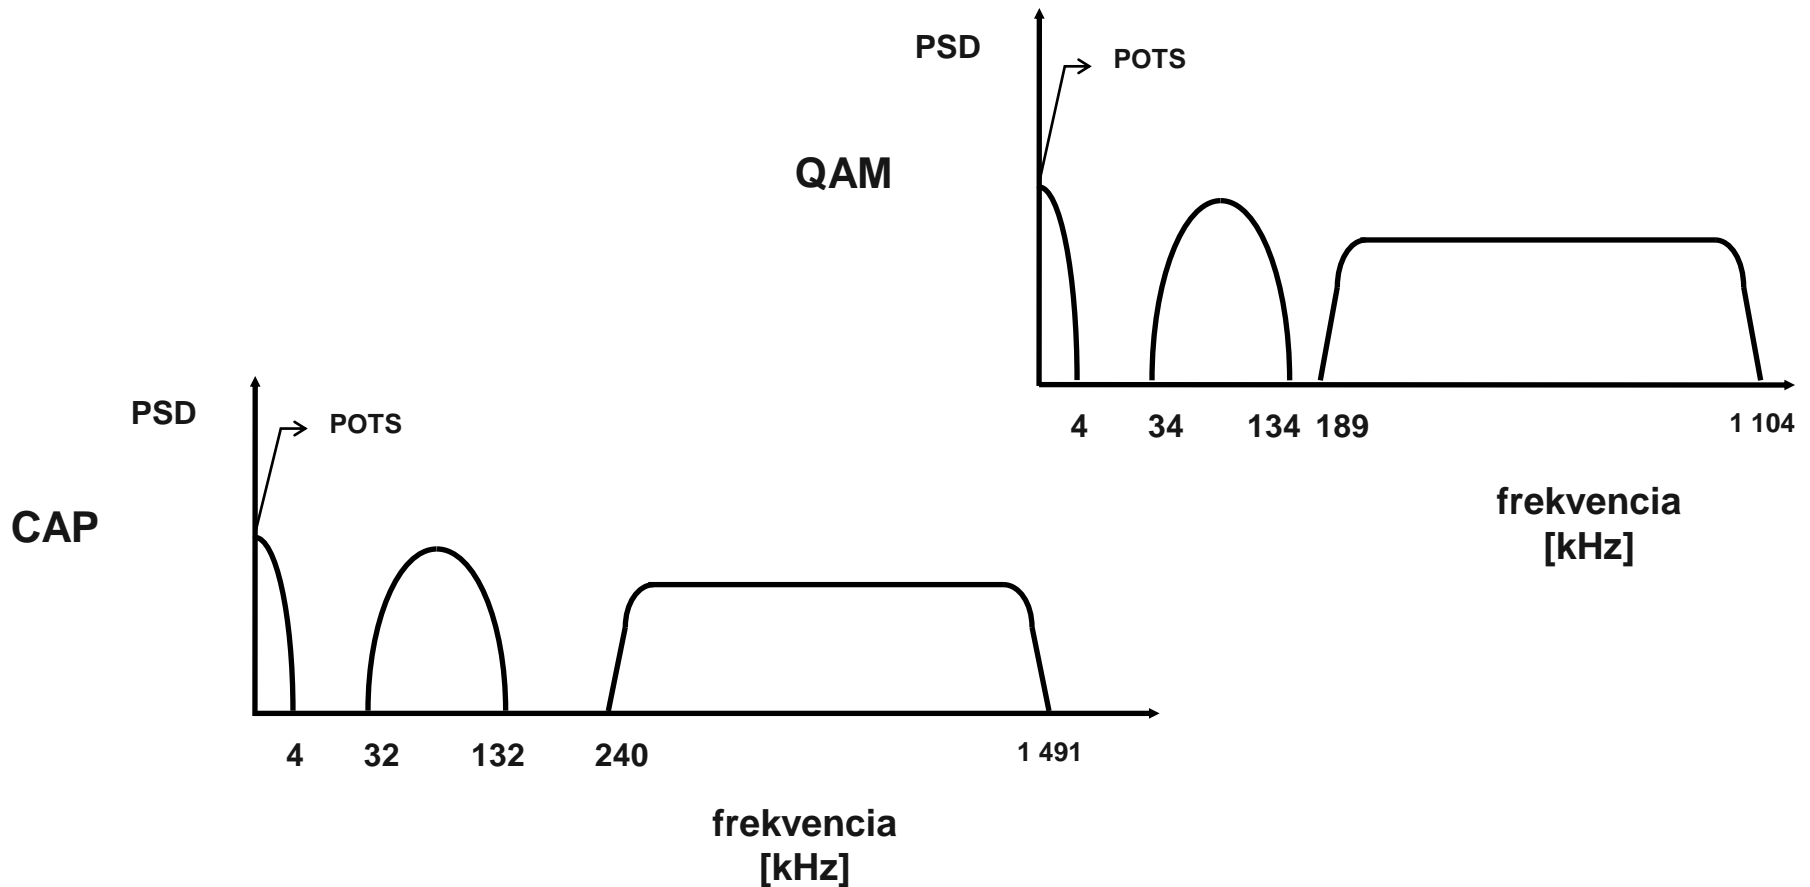 PSD
POTS
QAM
4 34 134 189 1 104
frekvencia
[kHz]
PSD
POTS
CAP
4 32 132 240 1 491
frekvencia
[kHz]